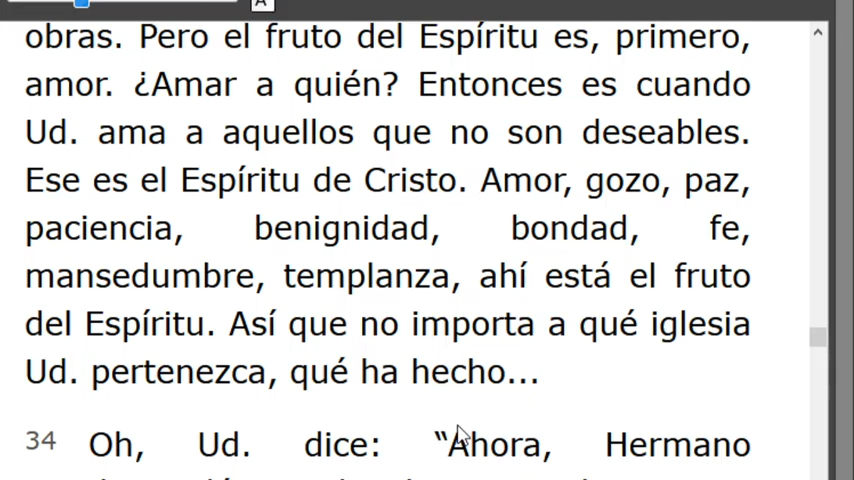 A
obras. Pero el fruto del Espíritu es, primero,
amor. ¿Amar a quién? Entonces es cuando
Ud. ama a aquellos que no son deseables.
Ese es el Espíritu de Cristo. Amor, gozo, paz,
paciencia, benignidad, bondad, fe,
mansedumbre, templanza, ahí está el fruto
del Espíritu. Así que no importa a qué iglesia
Ud. pertenezca, qué ha hecho...
34 Oh, Ud. dice: “Ahora, Hermano